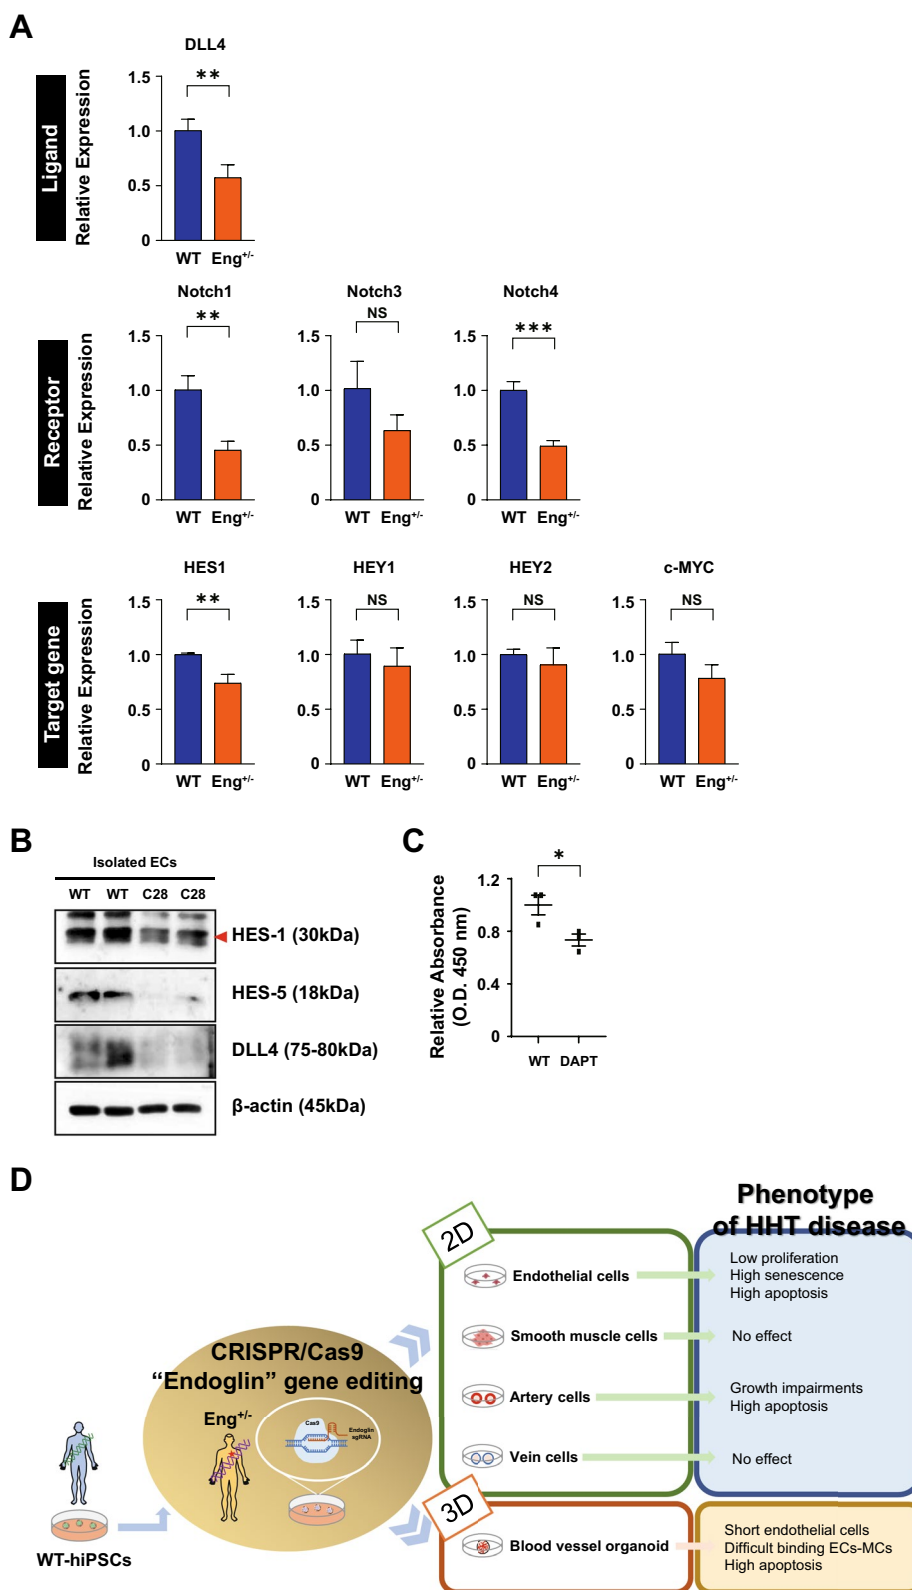 A
DLL4
Ligand
Relative Expression
1.5
1.0
0.5
0
**
WT Eng+/-
Notch1 Notch3 Notch4
Receptor
Relative Expression
1.5
1.0
0.5
0
**
WT Eng+/-
1.5
1.0
0.5
0
NS
WT Eng+/-
1.5
1.0
0.5
0
***
WT Eng+/-
HES1 HEY1 HEY2 c-MYC
Target gene
Relative Expression
1.5
1.0
0.5
0
**
WT Eng+/-
1.5
1.0
0.5
0
NS
WT Eng+/-
1.5
1.0
0.5
0
NS
WT Eng+/-
1.5
1.0
0.5
0
NS
WT Eng+/-
B
Isolated ECs
WT WT C28 C28
HES-1 (30kDa)
HES-5 (18kDa)
DLL4 (75-80kDa)
β-actin (45kDa)
C
Relative Absorbance
(O.D. 450 nm)
1.2
0.8
0.4
0
*
WT DAPT
D
WT-hiPSCs
CRISPR/Cas9
“Endoglin” gene editing
Eng+/-
Cas9
Endoglin
sgRNA
2D
Phenotype
of HHT disease
Endothelial cells
Low proliferation
High senescence
High apoptosis
Smooth muscle cells
No effect
Artery cells
Growth impairments
High apoptosis
Vein cells
No effect
3D
Blood vessel organoid
Short endothelial cells
Difficult binding ECs-MCs
High apoptosis